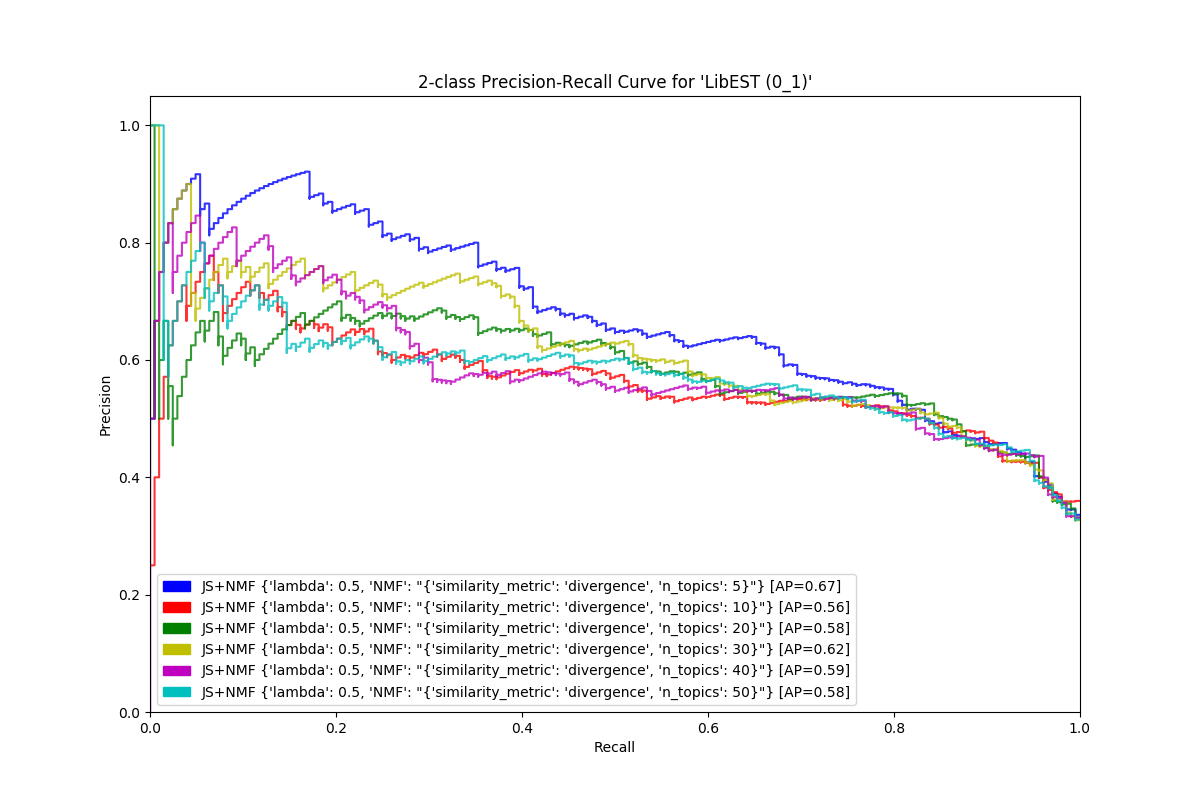 2-class Precision-Recall Curve for 'LibEST (0_1)'
Precision
1.0
0.8
0.6
0.4
0.2
0.0
JS+NMF {'lambda': 0.5, 'NMF': "{'similarity_metric': 'divergence', 'n_topics': 5}"} [AP=0.67]
JS+NMF {'lambda': 0.5, 'NMF': "{'similarity_metric': 'divergence', 'n_topics': 10}"} [AP=0.56]
JS+NMF {'lambda': 0.5, 'NMF': "{'similarity_metric': 'divergence', 'n_topics': 20}"} [AP=0.58]
JS+NMF {'lambda': 0.5, 'NMF': "{'similarity_metric': 'divergence', 'n_topics': 30}"} [AP=0.62]
JS+NMF {'lambda': 0.5, 'NMF': "{'similarity_metric': 'divergence', 'n_topics': 40}"} [AP=0.59]
JS+NMF {'lambda': 0.5, 'NMF': "{'similarity_metric': 'divergence', 'n_topics': 50}"} [AP=0.58]
0.0 0.2 0.4 0.6 0.8 1.0
Recall